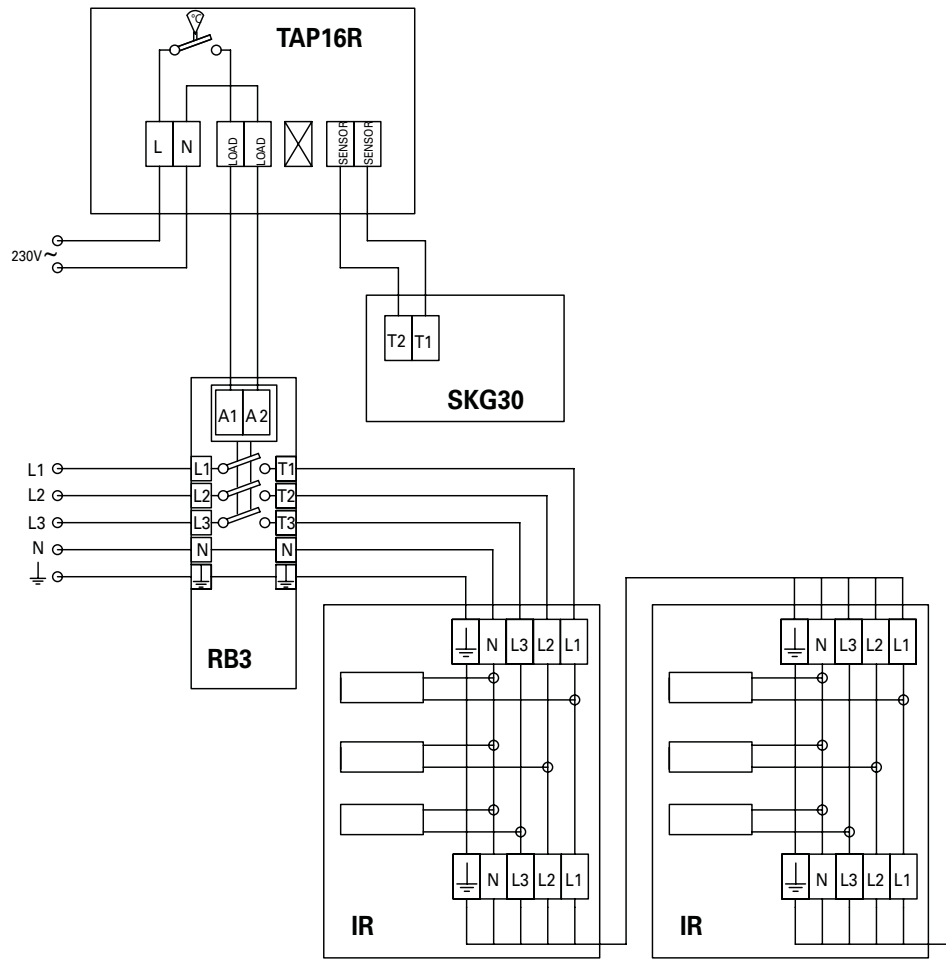 °C
TAP16R
L N LOAD LOAD SENSOR SENSOR
230V~
T2 T1
SKG30
A1 A2
L1 L1 T1
L2 L2 T2
L3 L3 T3
N N N
RB3
N L3 L2 L1
N L3 L2 L1
N L3 L2 L1
N L3 L2 L1
IR
IR